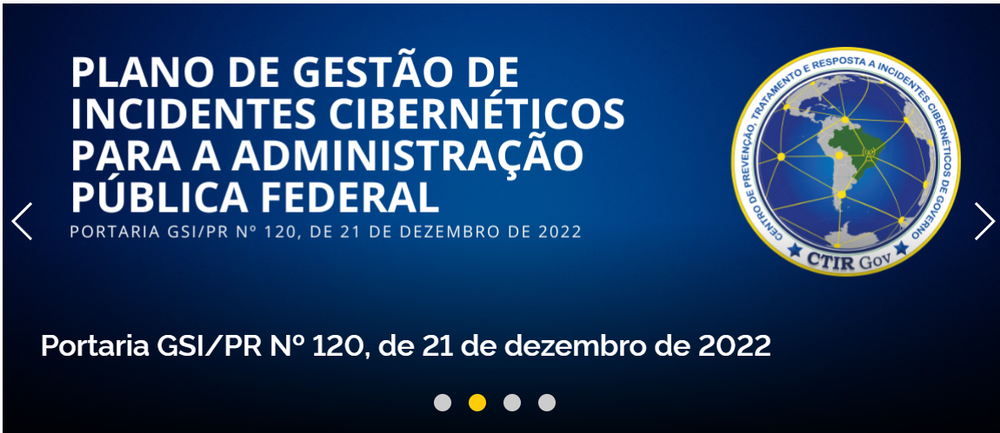 PLANO DE GESTÃO DE
INCIDENTES CIBERNÉTICOS
PARA A ADMINISTRAÇÃO
PÚBLICA FEDERAL
PORTARIA GSI/PR Nº 120, DE 21 DE DEZEMBRO DE 2022
CENTRO DE PREVENÇÃO, TRATAMENTO E RESPOSTA A INCIDENTES CIBERNÉTICOS DE GOVERNO
CTIR Gov
Portaria GSI/PR Nº 120, de 21 de dezembro de 2022